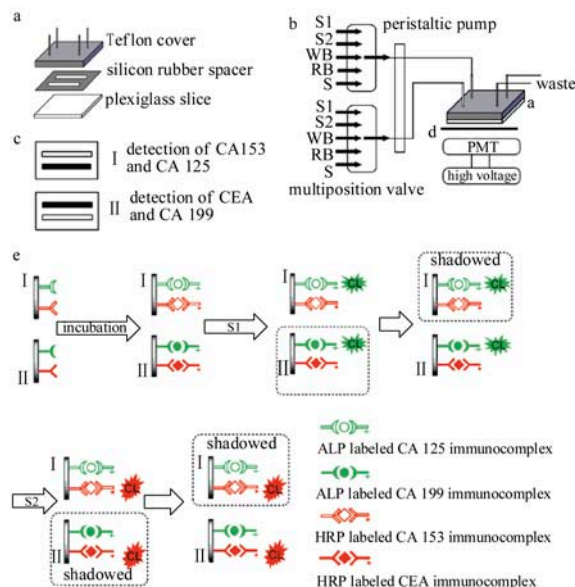 a
Teflon cover
silicon rubber spacer
plexiglass slice
b
S1
S2
WB
RB
S
peristaltic pump
S1
S2
WB
RB
S
multiposition valve
waste
a
d
PMT
high voltage
c
I
detection of CA153
and CA 125
II
detection of CEA
and CA 199
e
I
II
incubation
I
II
S1
I
CL
II
CL
shadowed
I
CL
II
CL
S2
I
CL
II
CL
shadowed
shadowed
I
CL
II
CL
ALP labeled CA 125 immunocomplex
ALP labeled CA 199 immunocomplex
HRP labeled CA 153 immunocomplex
HRP labeled CEA immunocomplex